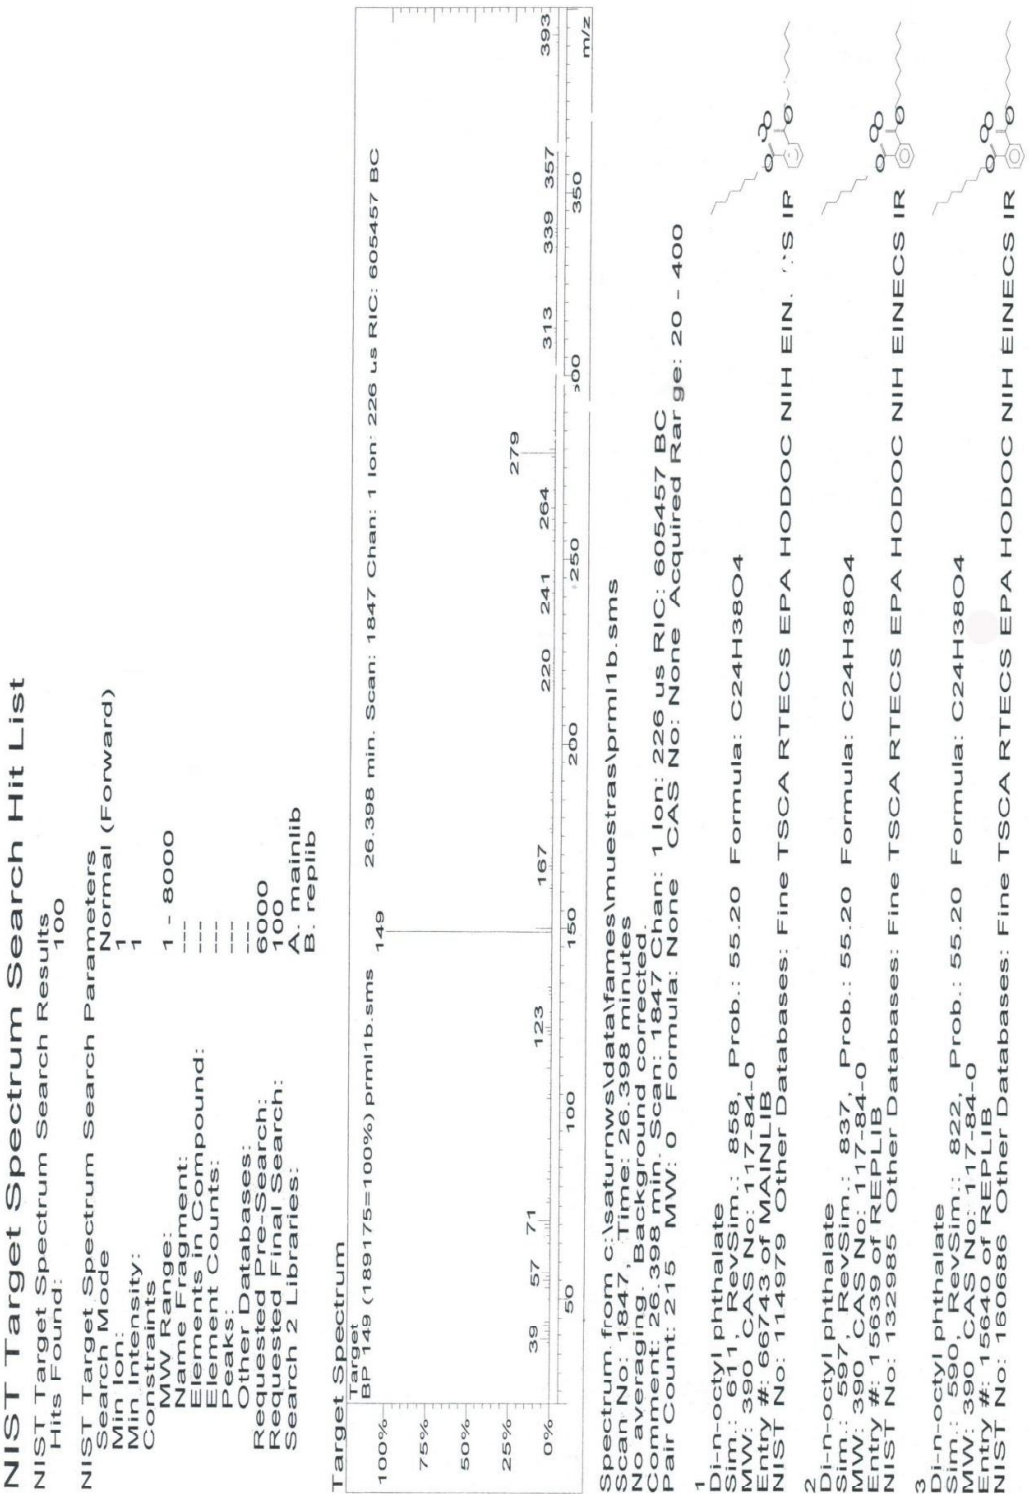 NIST Target Spectrum Search Hit List
NIST Target Spectrum Search Results
Hits Found: 100
NIST Target Spectrum Search Parameters
Search Mode Normal (Forward)
Min Ion: 1
Min Intensity: 1
Constraints
MW Range: 1 - 8000
Name Fragment: ---
Elements in Compound: ---
Element Counts: ---
Peaks: ---
Other Databases: ---
Requested Pre-Search: 6000
Requested Final Search: 100
Search 2 Libraries: A. mainlib
B. replib
Target Spectrum
Target
BP 149 (189175=100%) prml1b.sms 26.398 min. Scan: 1847 Chan: 1 Ion: 226 us RIC: 605457 BC
100%
149
75%
50%
25%
279
0%
39 57 71 123 167 220 241 264 313 339 357 393
50 100 150 200 250 300 350
m/z
Spectrum from c:\saturnws\data\fames\muestras\prml1b.sms
Scan No: 1847, Time: 26.398 minutes
No averaging. Background corrected.
Comment: 26.398 min. Scan: 1847 Chan: 1 Ion: 226 us RIC: 605457 BC
Pair Count: 215 MW: 0 Formula: None CAS No: None Acquired Range: 20 - 400
1
Di-n-octyl phthalate
Sim.: 611, RevSim.: 858, Prob.: 55.20 Formula: C24H38O4
MW: 390 CAS No: 117-84-0
Entry #: 66743 of MAINLIB
NIST No: 114979 Other Databases: Fine TSCA RTECS EPA HODOC NIH EIN. CS IR
2
Di-n-octyl phthalate
Sim.: 597, RevSim.: 837, Prob.: 55.20 Formula: C24H38O4
MW: 390 CAS No: 117-84-0
Entry #: 15639 of REPLIB
NIST No: 132985 Other Databases: Fine TSCA RTECS EPA HODOC NIH EINECS IR
3
Di-n-octyl phthalate
Sim.: 590, RevSim.: 822, Prob.: 55.20 Formula: C24H38O4
MW: 390 CAS No: 117-84-0
Entry #: 15640 of REPLIB
NIST No: 160686 Other Databases: Fine TSCA RTECS EPA HODOC NIH EINECS IR